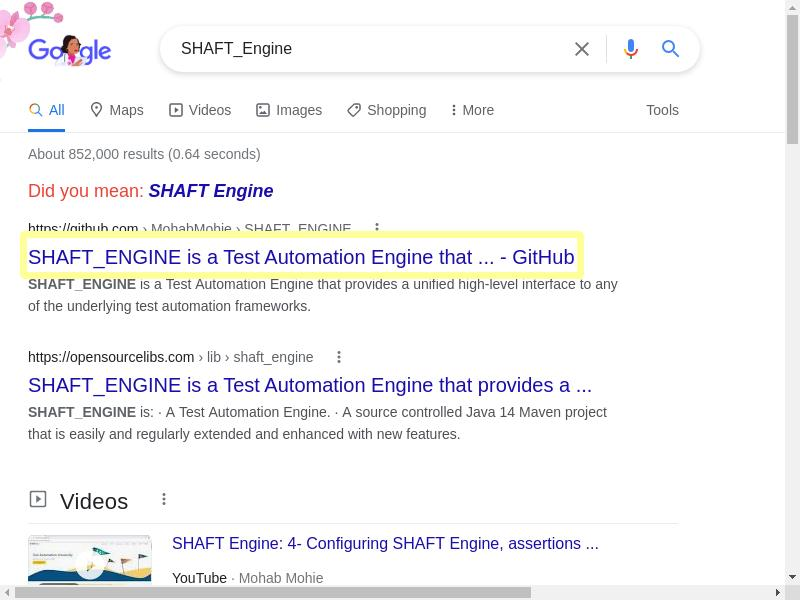 Google
SHAFT_Engine
All Maps Videos Images Shopping More Tools
About 852,000 results (0.64 seconds)
Did you mean: SHAFT Engine
https://github.com › MohabMohie › SHAFT_ENGINE
SHAFT_ENGINE is a Test Automation Engine that ... - GitHub
SHAFT_ENGINE is a Test Automation Engine that provides a unified high-level interface to any
of the underlying test automation frameworks.
https://opensourcelibs.com › lib › shaft_engine
SHAFT_ENGINE is a Test Automation Engine that provides a ...
SHAFT_ENGINE is: · A Test Automation Engine. · A source controlled Java 14 Maven project
that is easily and regularly extended and enhanced with new features.
Videos
SHAFT Engine: 4- Configuring SHAFT Engine, assertions ...
YouTube · Mohab Mohie